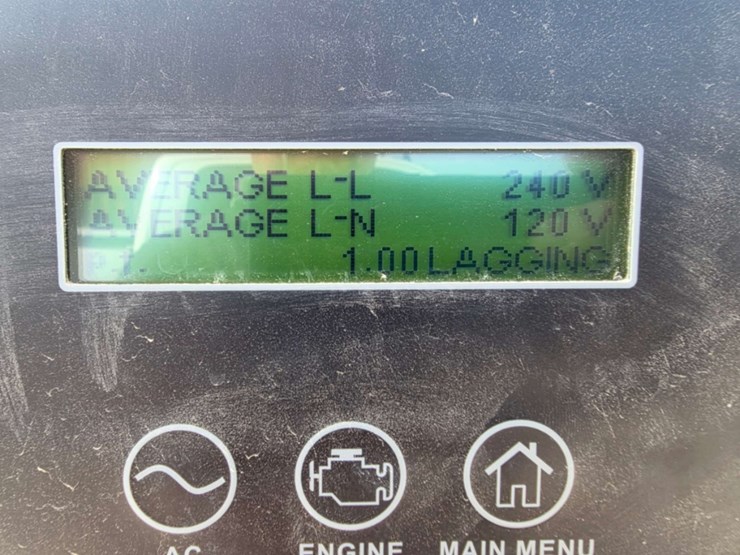 AVERAGE L-L 240 V
AVERAGE L-N 120 V
1.00 LAGGING
AC ENGINE MAIN MENU